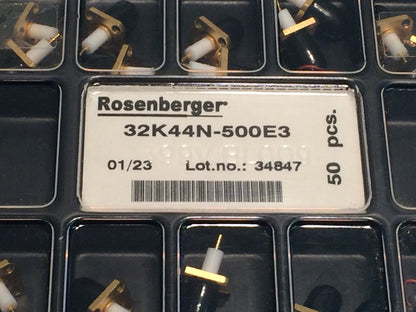 Rosenberger
32K44N-500E3
01/23 Lot.no.: 34847
50 pcs.